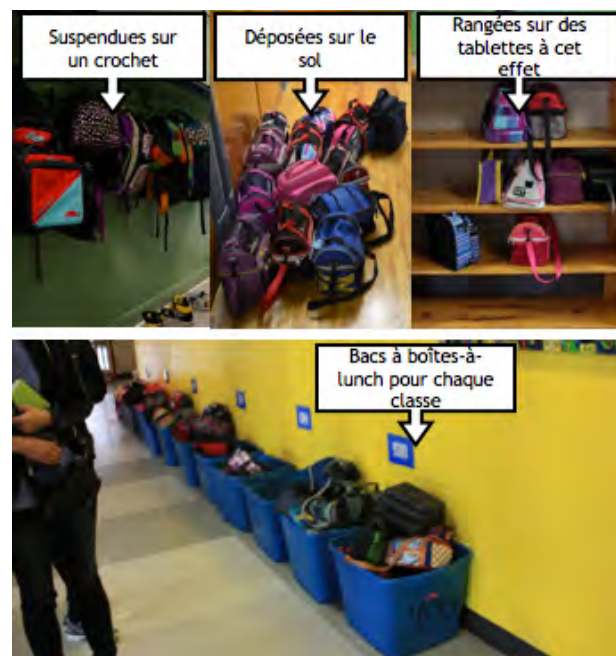 Suspendues sur
un crochet
Déposées sur le
sol
Rangées sur des
tablettes à cet
effet
Bacs à boîtes-à-
lunch pour chaque
classe